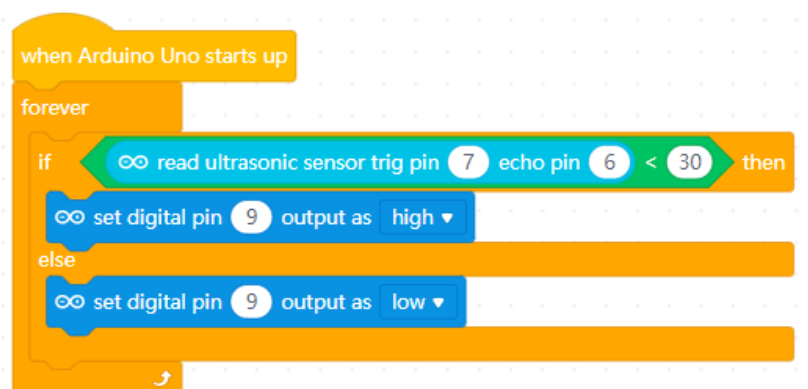 when Arduino Uno starts up
forever
if read ultrasonic sensor trig pin 7 echo pin 6 < 30 then
set digital pin 9 output as high
else
set digital pin 9 output as low